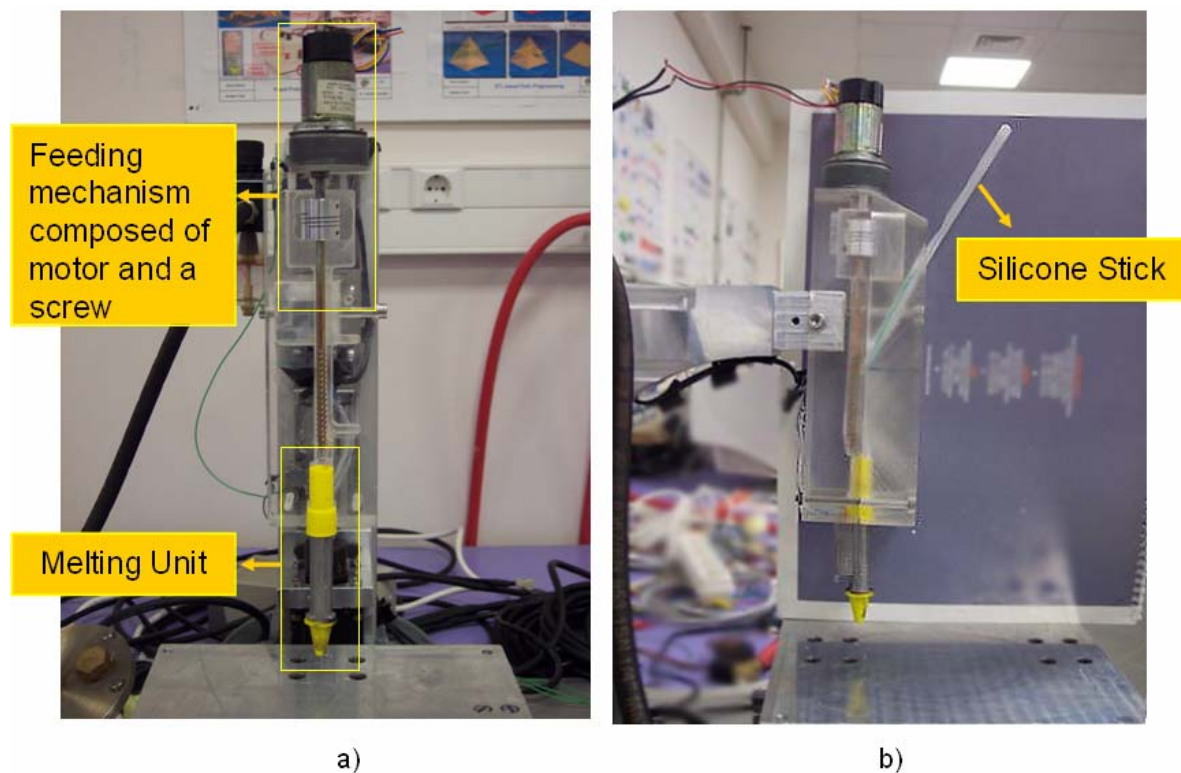 Feeding
mechanism
composed of
motor and a
screw
Melting Unit
Silicone Stick
a)
b)